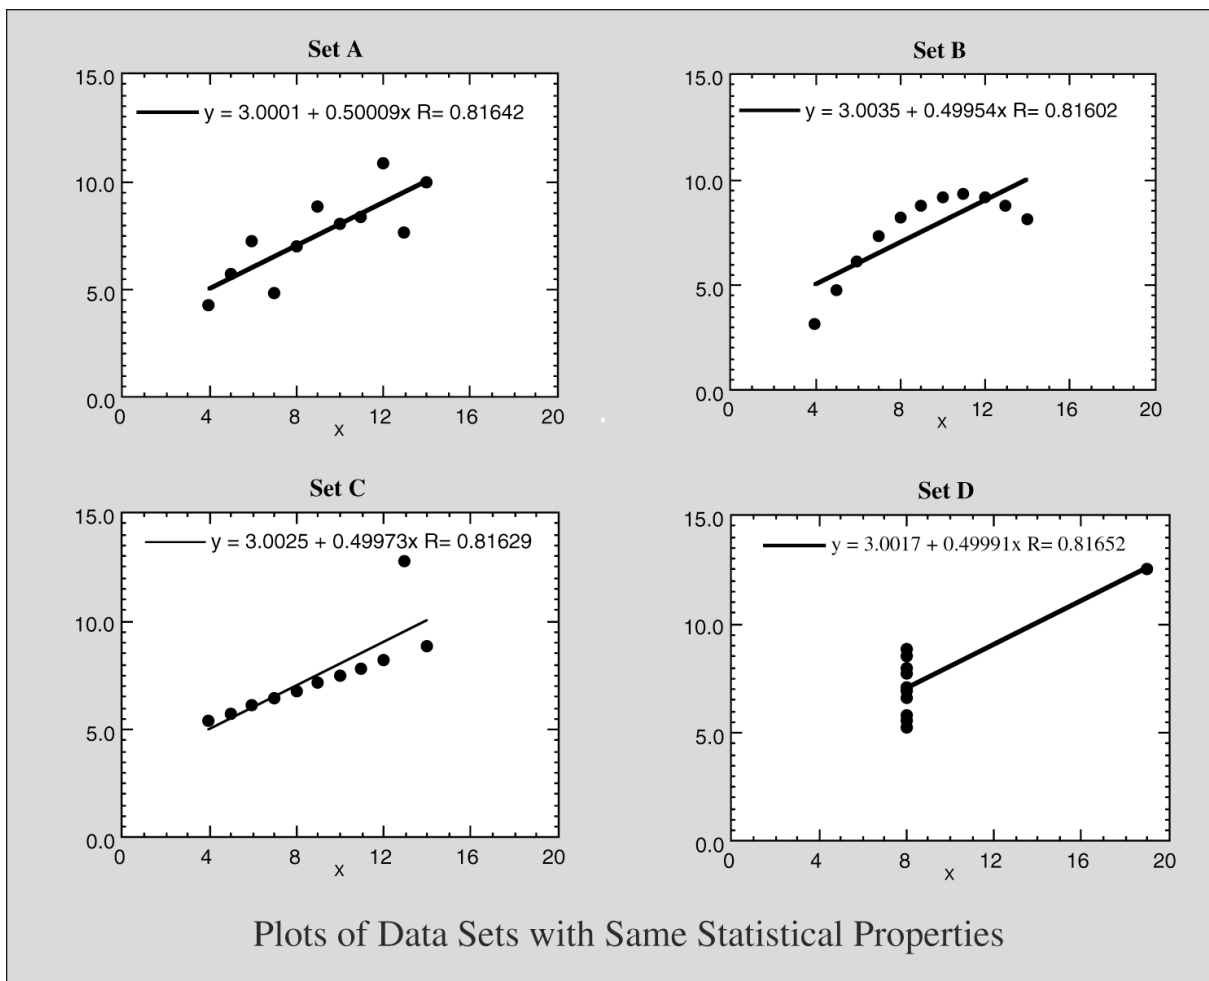 Set A
15.0
y = 3.0001 + 0.50009x R= 0.81642
10.0
5.0
0.0
0 4 8 12 16 20
x
Set B
15.0
y = 3.0035 + 0.49954x R= 0.81602
10.0
5.0
0.0
0 4 8 12 16 20
x
Set C
15.0
y = 3.0025 + 0.49973x R= 0.81629
10.0
5.0
0.0
0 4 8 12 16 20
x
Set D
15.0
y = 3.0017 + 0.49991x R= 0.81652
10.0
5.0
0.0
0 4 8 12 16 20
x
Plots of Data Sets with Same Statistical Properties